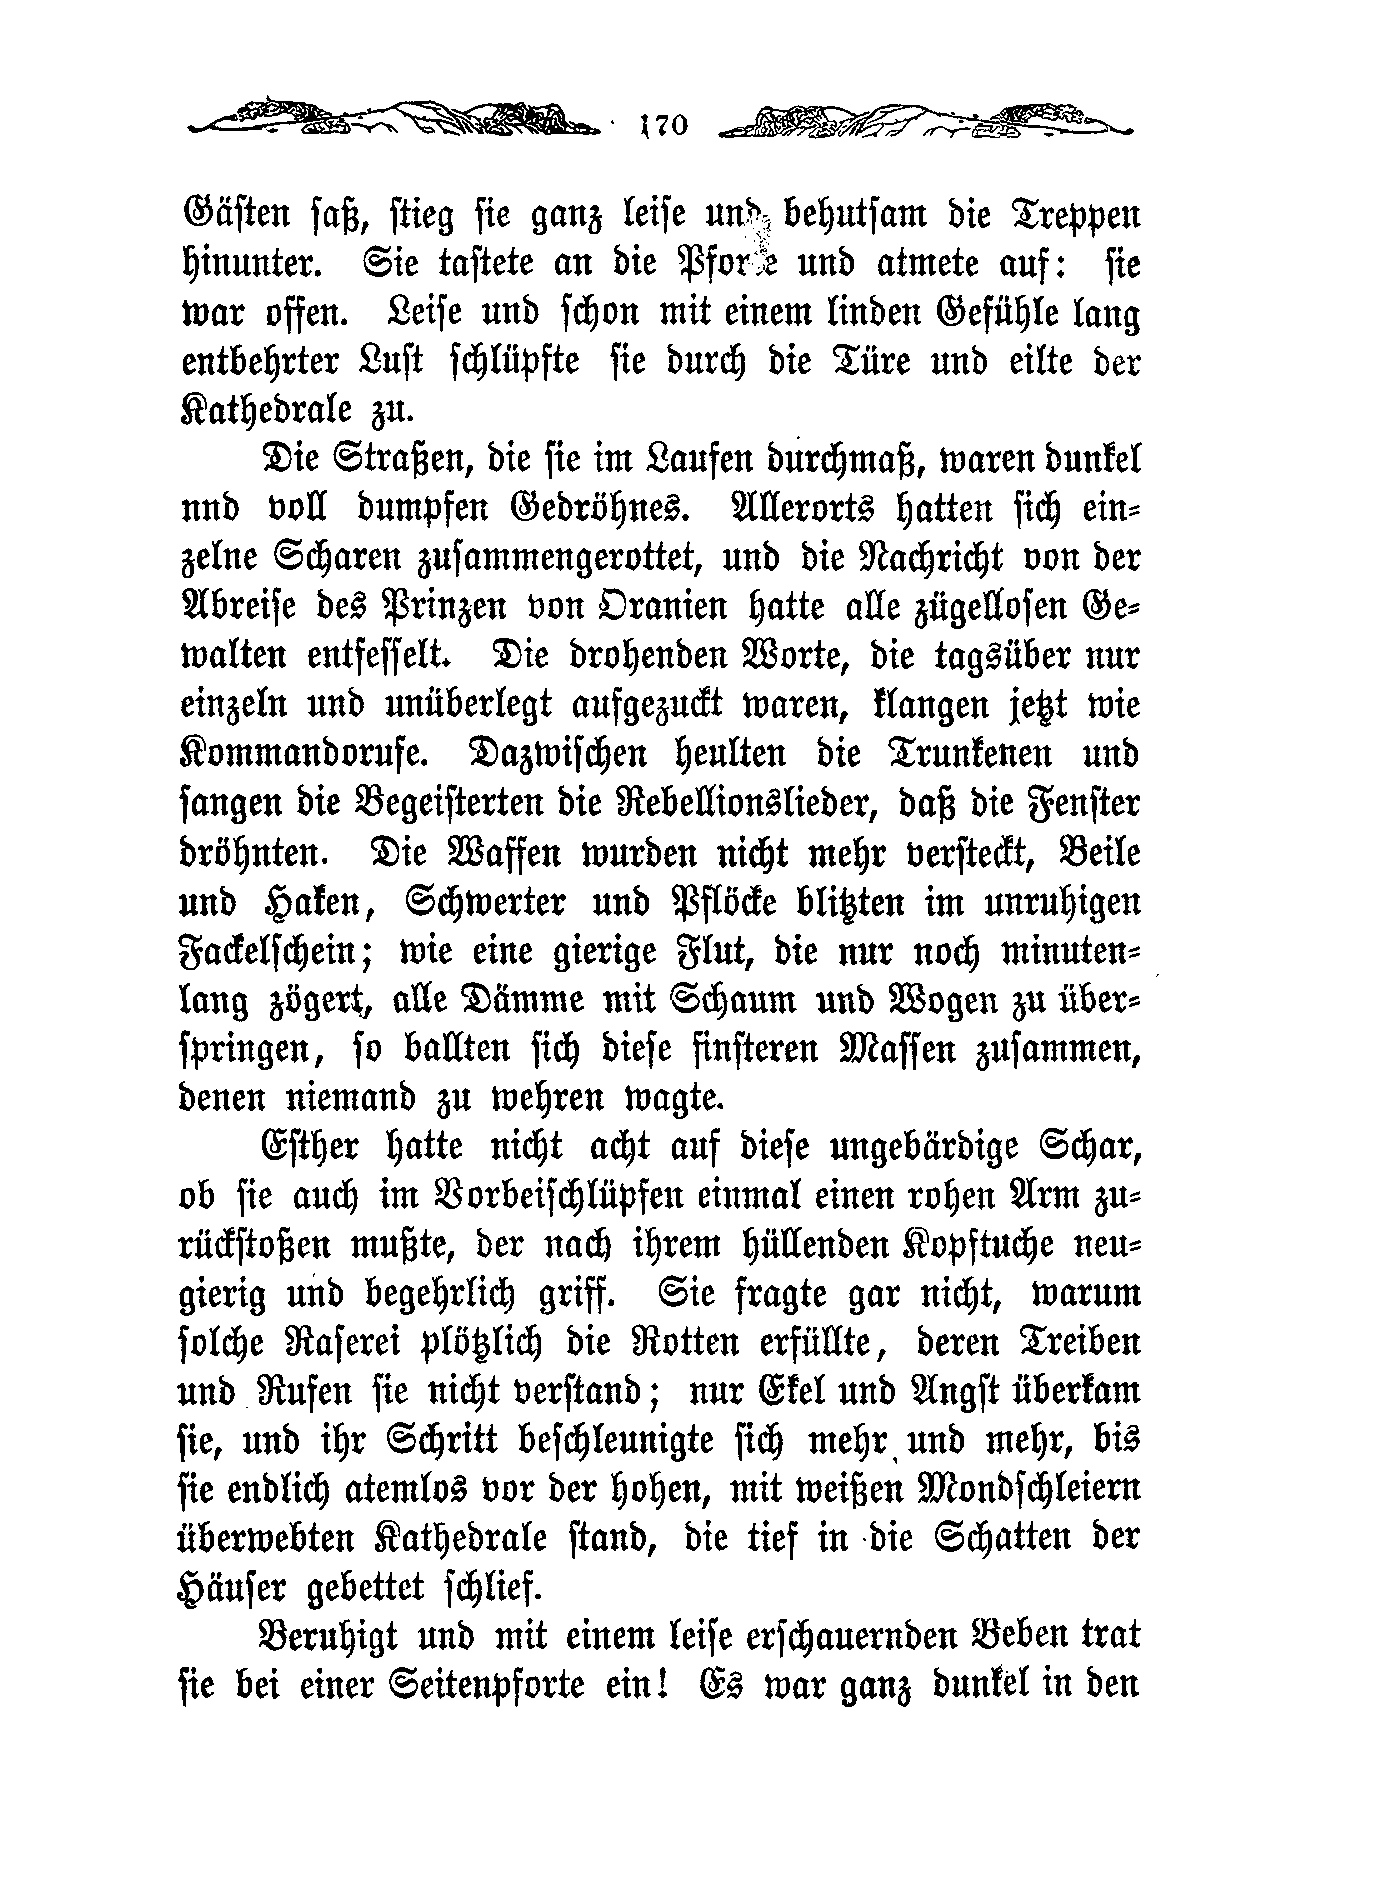 170
Gäſten ſaß, ſtieg ſie ganz leiſe und behutſam die Treppen
hinunter. Sie taſtete an die Pforte und atmete auf: ſie
war offen. Leiſe und ſchon mit einem linden Gefühle lang
entbehrter Luſt ſchlüpfte ſie durch die Türe und eilte der
Kathedrale zu.
Die Straßen, die ſie im Laufen durchmaß, waren dunkel
nnd voll dumpfen Gedröhnes. Allerorts hatten ſich ein-
zelne Scharen zuſammengerottet, und die Nachricht von der
Abreiſe des Prinzen von Oranien hatte alle zügelloſen Ge-
walten entfeſſelt. Die drohenden Worte, die tagsüber nur
einzeln und unüberlegt aufgezuckt waren, klangen jetzt wie
Kommandorufe. Dazwiſchen heulten die Trunkenen und
ſangen die Begeiſterten die Rebellionslieder, daß die Fenſter
dröhnten. Die Waffen wurden nicht mehr verſteckt, Beile
und Haken, Schwerter und Pflöcke blitzten im unruhigen
Fackelſchein; wie eine gierige Flut, die nur noch minuten-
lang zögert, alle Dämme mit Schaum und Wogen zu über-
ſpringen, ſo ballten ſich dieſe finſteren Maſſen zuſammen,
denen niemand zu wehren wagte.
Eſther hatte nicht acht auf dieſe ungebärdige Schar,
ob ſie auch im Vorbeiſchlüpfen einmal einen rohen Arm zu-
rückſtoßen mußte, der nach ihrem hüllenden Kopftuche neu-
gierig und begehrlich griff. Sie fragte gar nicht, warum
ſolche Raſerei plötzlich die Rotten erfüllte, deren Treiben
und Rufen ſie nicht verſtand; nur Ekel und Angſt überkam
ſie, und ihr Schritt beſchleunigte ſich mehr und mehr, bis
ſie endlich atemlos vor der hohen, mit weißen Mondſchleiern
überwebten Kathedrale ſtand, die tief in die Schatten der
Häuſer gebettet ſchlief.
Beruhigt und mit einem leiſe erſchauernden Beben trat
ſie bei einer Seitenpforte ein! Es war ganz dunkel in den